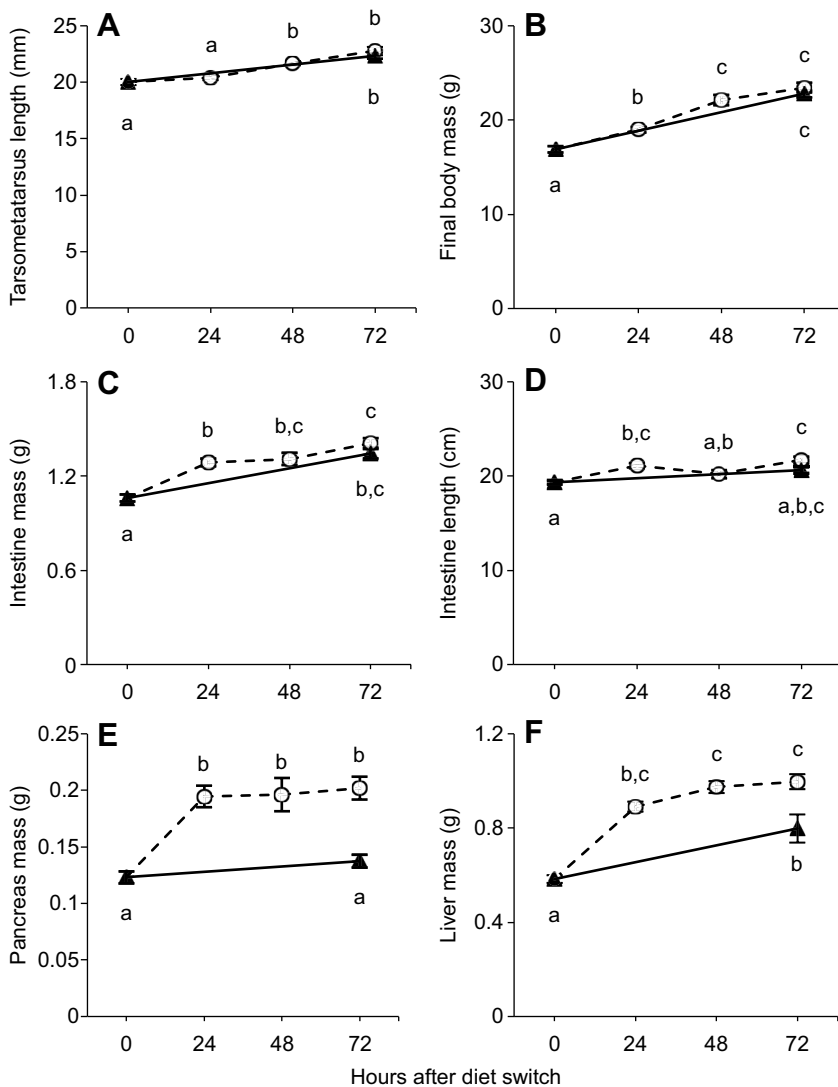 A
Tarsometatarsus length (mm)
25
20
15
10
5
0
a
b
b
a
b
0
24
48
72
B
Final body mass (g)
30
20
10
0
b
c
c
a
c
0
24
48
72
C
Intestine mass (g)
1.8
1.2
0.6
0
b
b,c
c
a
b,c
0
24
48
72
D
Intestine length (cm)
30
20
10
0
b,c
a,b
c
a
a,b,c
0
24
48
72
E
Pancreas mass (g)
0.25
0.2
0.15
0.1
0.05
0
b
b
b
a
a
0
24
48
72
F
Liver mass (g)
1.2
0.8
0.4
0
b,c
c
c
a
b
0
24
48
72
Hours after diet switch